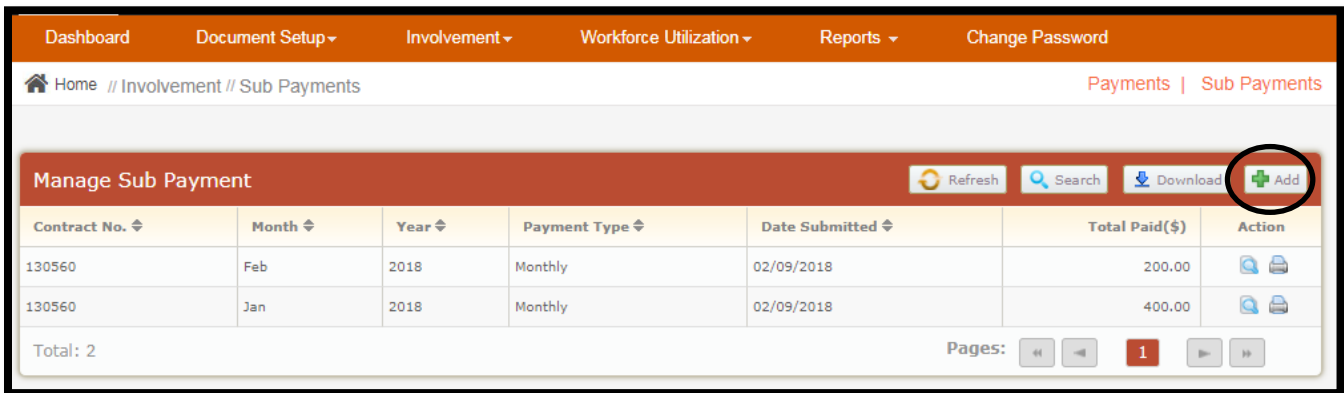 Dashboard Document Setup Involvement Workforce Utilization Reports Change Password
Home // Involvement // Sub Payments Payments | Sub Payments
Manage Sub Payment Refresh Search Download Add
Contract No. Month Year Payment Type Date Submitted Total Paid($) Action
130560 Feb 2018 Monthly 02/09/2018 200.00
130560 Jan 2018 Monthly 02/09/2018 400.00
Total: 2 Pages: 1